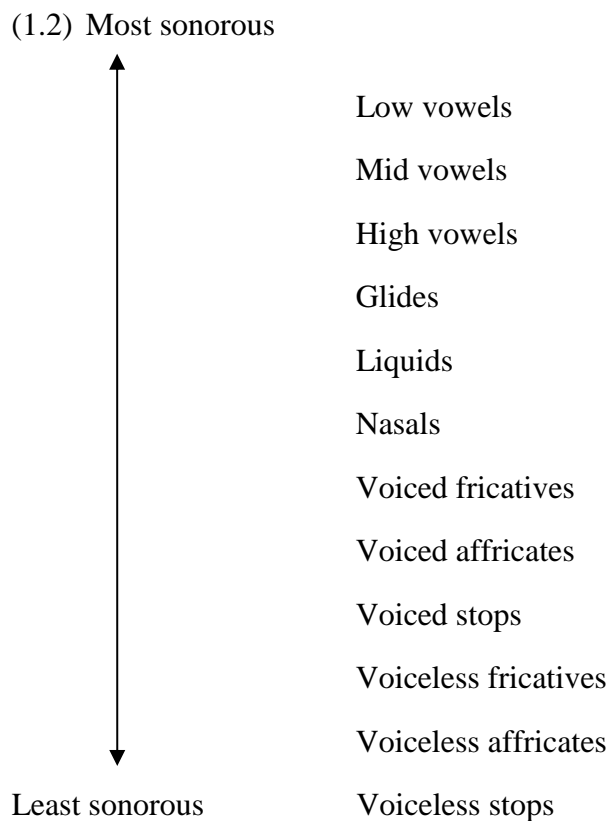 (1.2) Most sonorous
Low vowels
Mid vowels
High vowels
Glides
Liquids
Nasals
Voiced fricatives
Voiced affricates
Voiced stops
Voiceless fricatives
Voiceless affricates
Least sonorous Voiceless stops